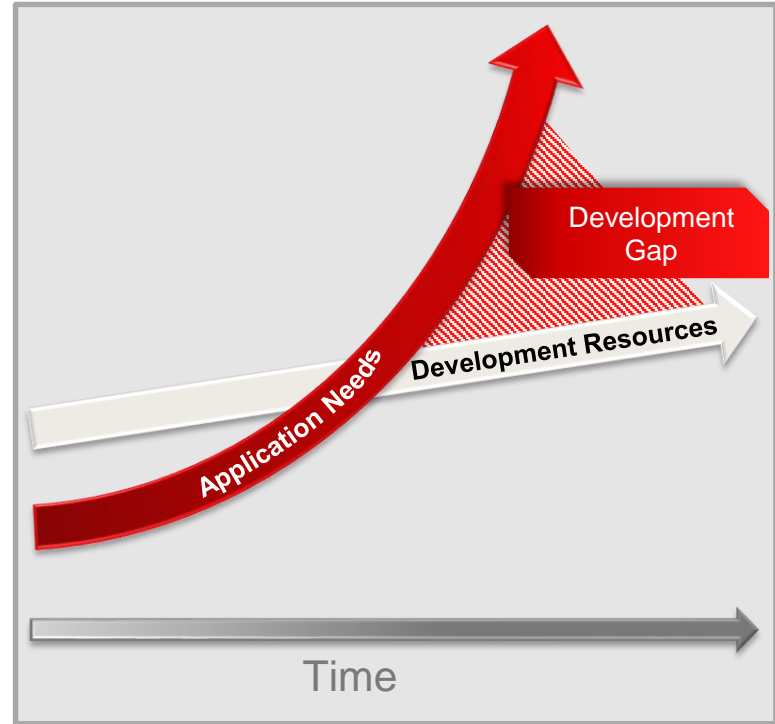 Development
Gap
Development Resources
Application Needs
Time